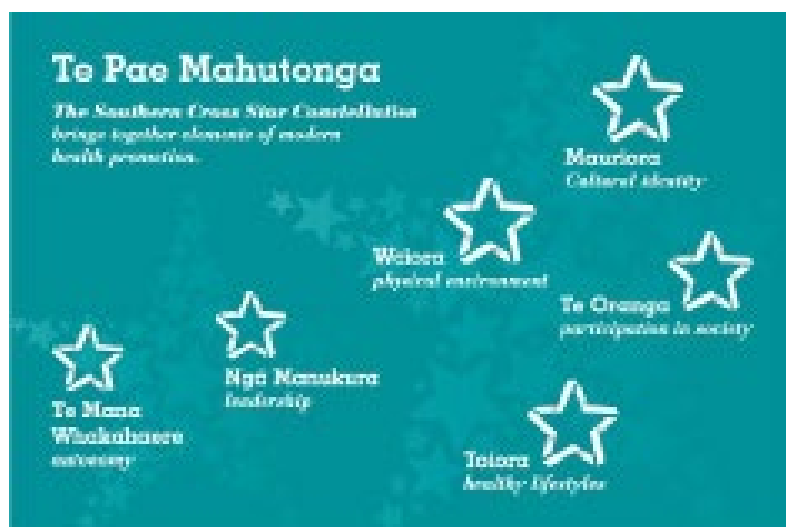 Te Pae Mahutonga
The Southern Cross Star Constellation
brings together elements of modern
health promotion.
Mauriora
Cultural identity
Waiora
physical environment
Te Oranga
participation in society
Ngā Manukura
leadership
Te Mana
Whakahaere
autonomy
Toiora
healthy lifestyles